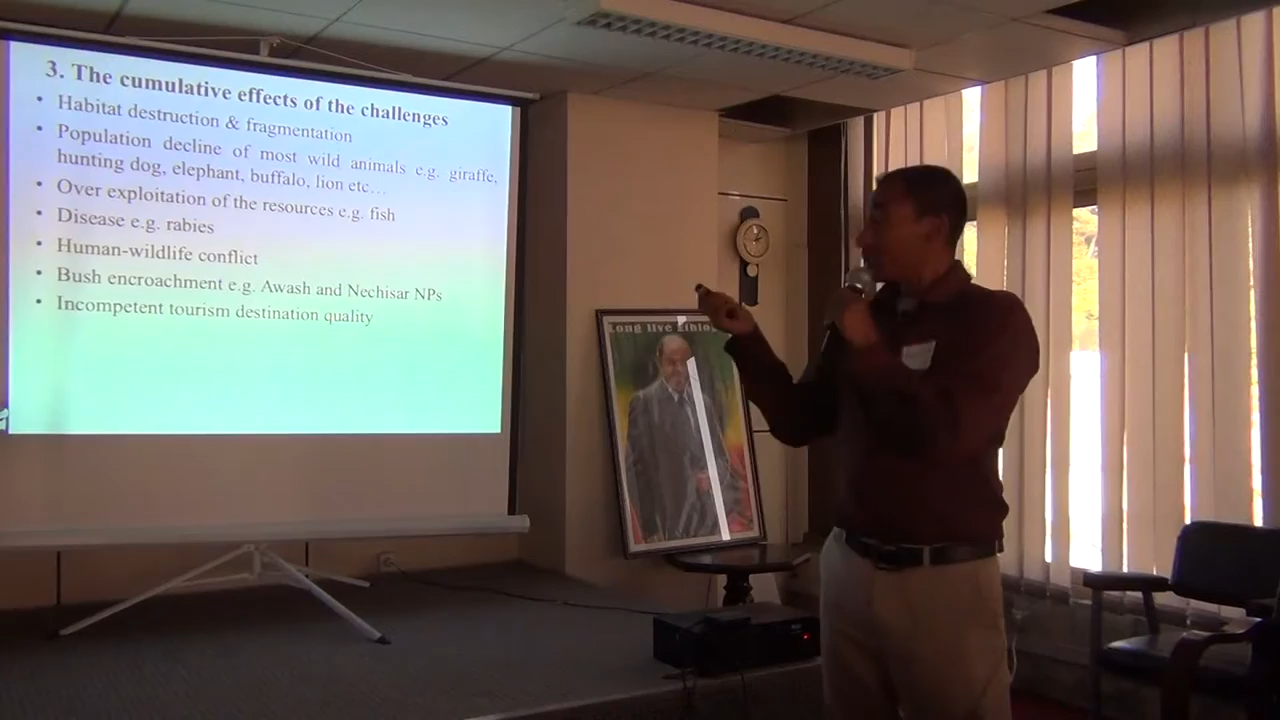 3. The cumulative effects of the challenges
• Habitat destruction & fragmentation
• Population decline of most wild animals e.g. giraffe,
hunting dog, elephant, buffalo, lion etc…
• Over exploitation of the resources e.g. fish
• Disease e.g. rabies
• Human-wildlife conflict
• Bush encroachment e.g. Awash and Nechisar NPs
• Incompetent tourism destination quality
Long live